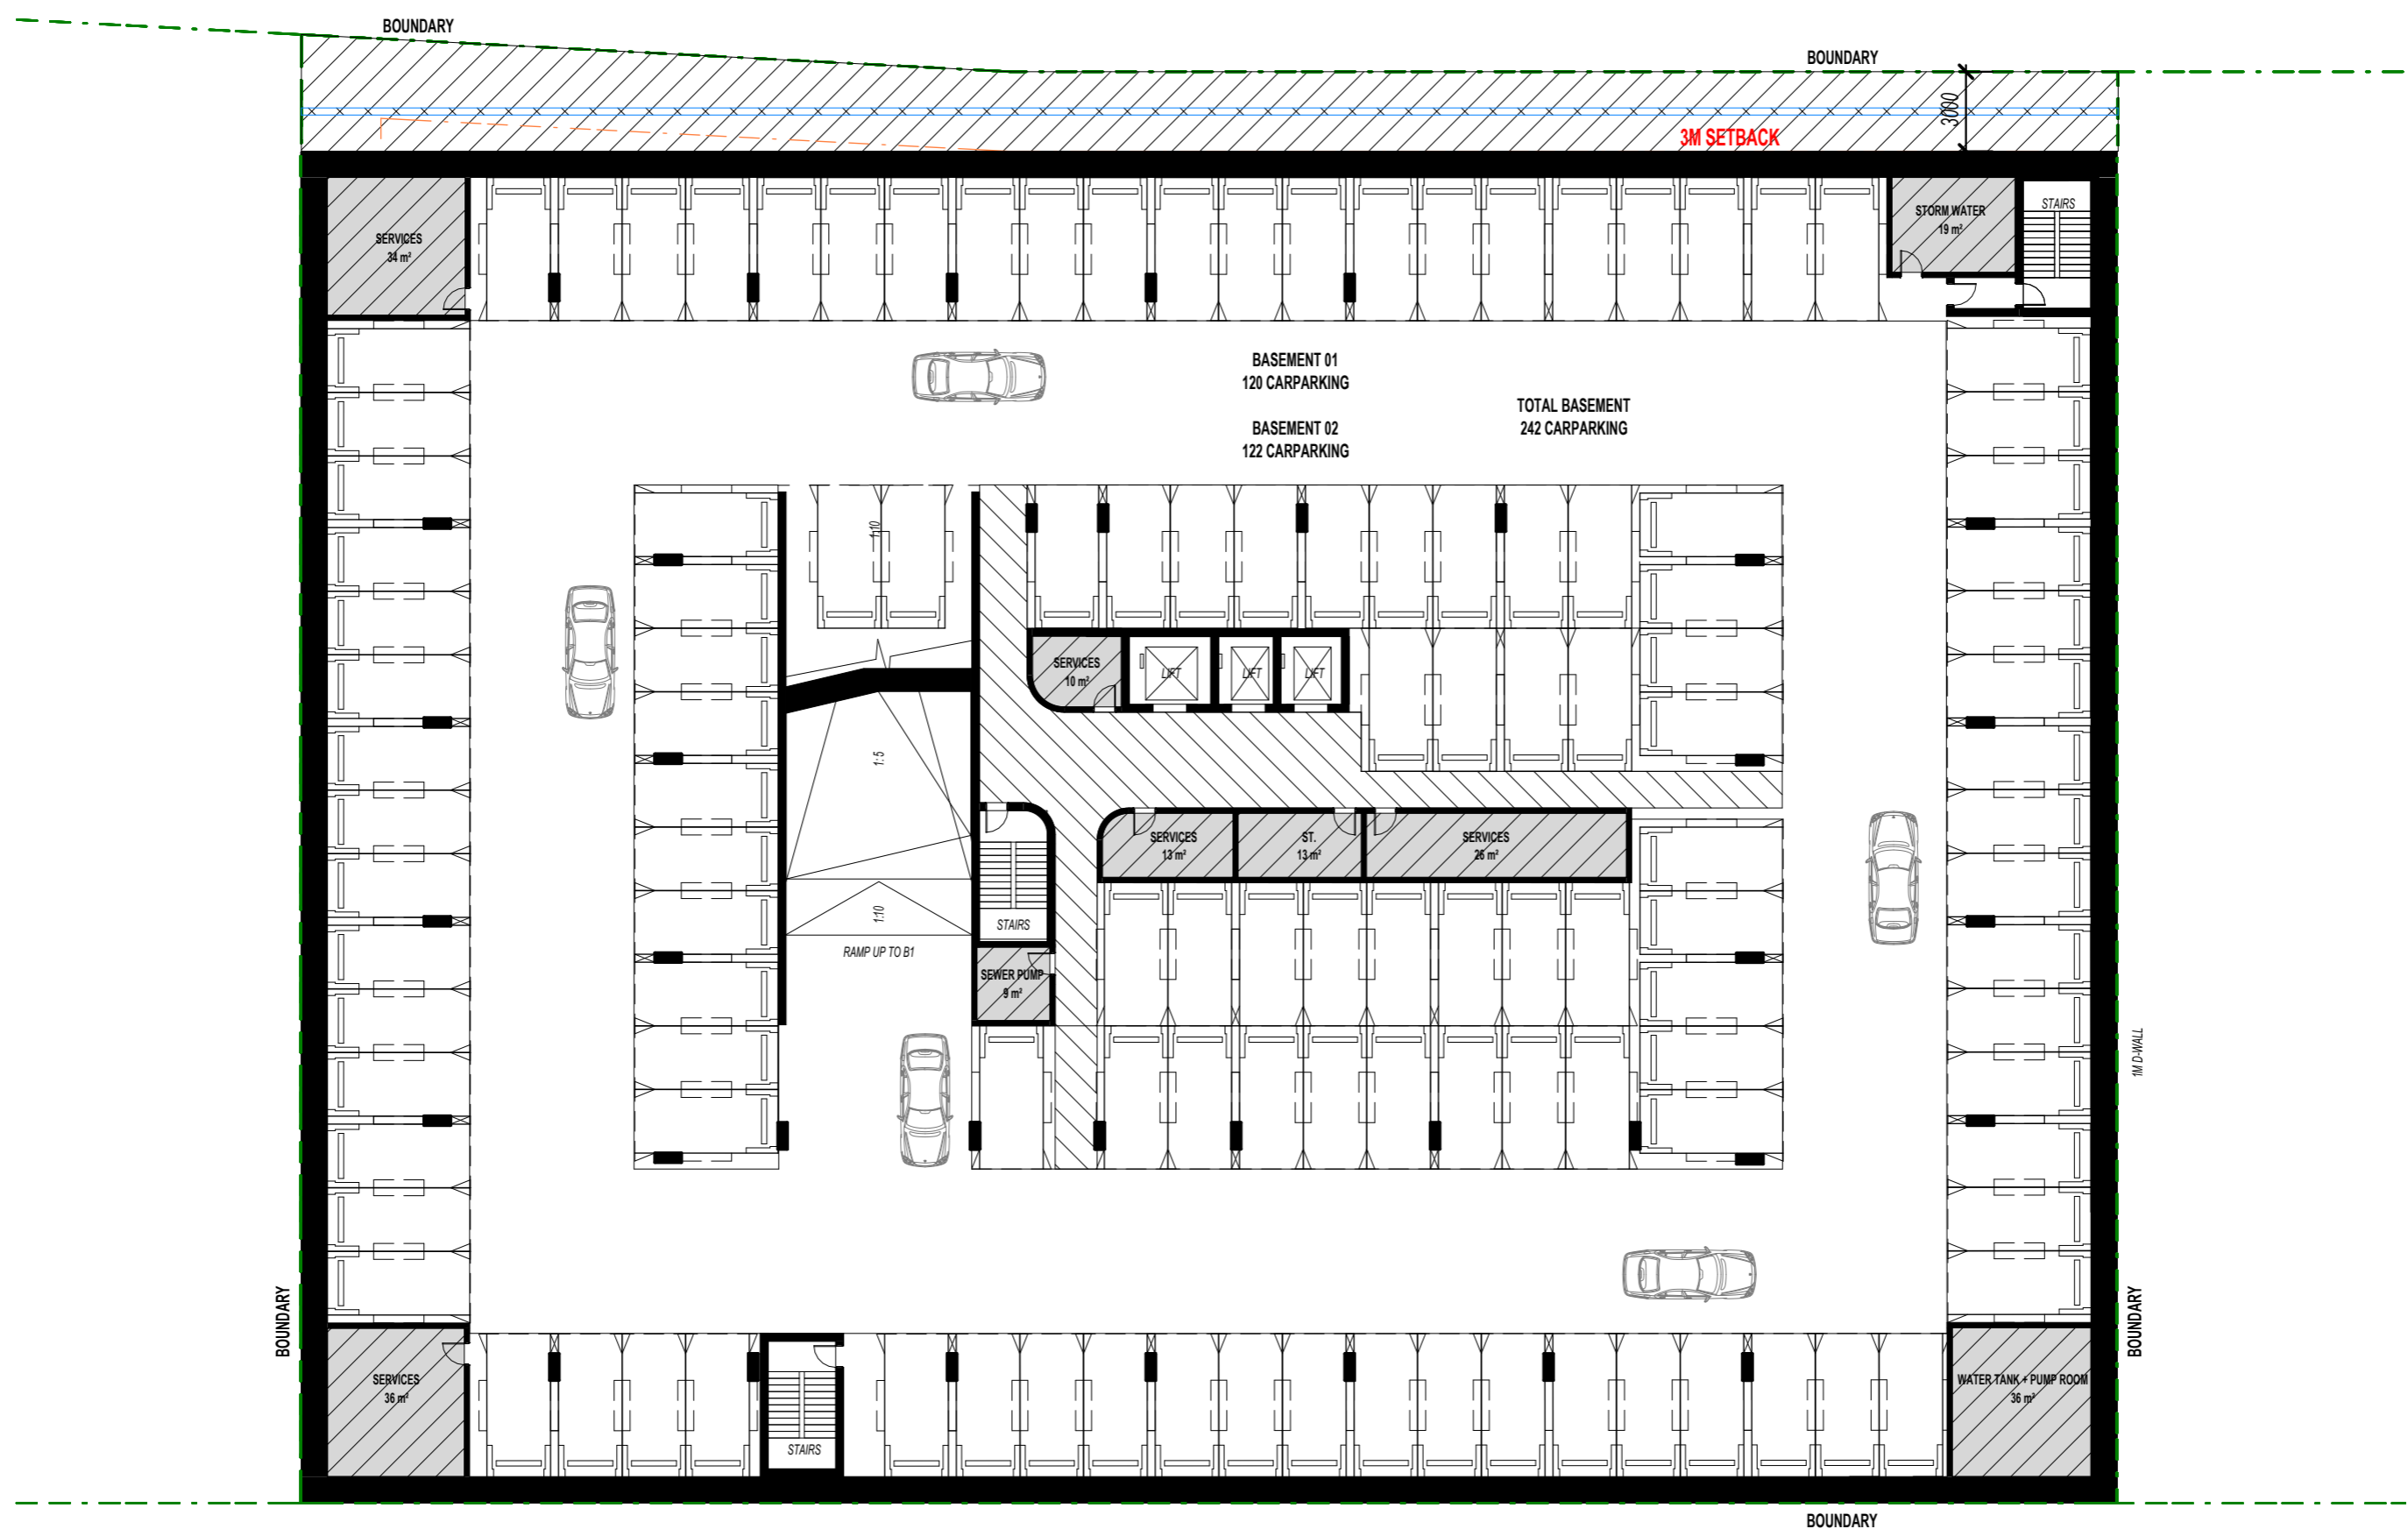 BOUNDARY
BOUNDARY
3000
3M SETBACK
SERVICES
34 m²
STORM WATER
19 m²
STAIRS
BASEMENT 01
120 CARPARKING
BASEMENT 02
122 CARPARKING
TOTAL BASEMENT
242 CARPARKING
1:10
SERVICES
10 m²
LIFT
LIFT
LIFT
1:5
SERVICES
13 m²
ST.
13 m²
SERVICES
26 m²
1:10
STAIRS
RAMP UP TO B1
SEWER PUMP
9 m²
1M D-WALL
BOUNDARY
BOUNDARY
SERVICES
36 m²
STAIRS
WATER TANK + PUMP ROOM
36 m²
BOUNDARY